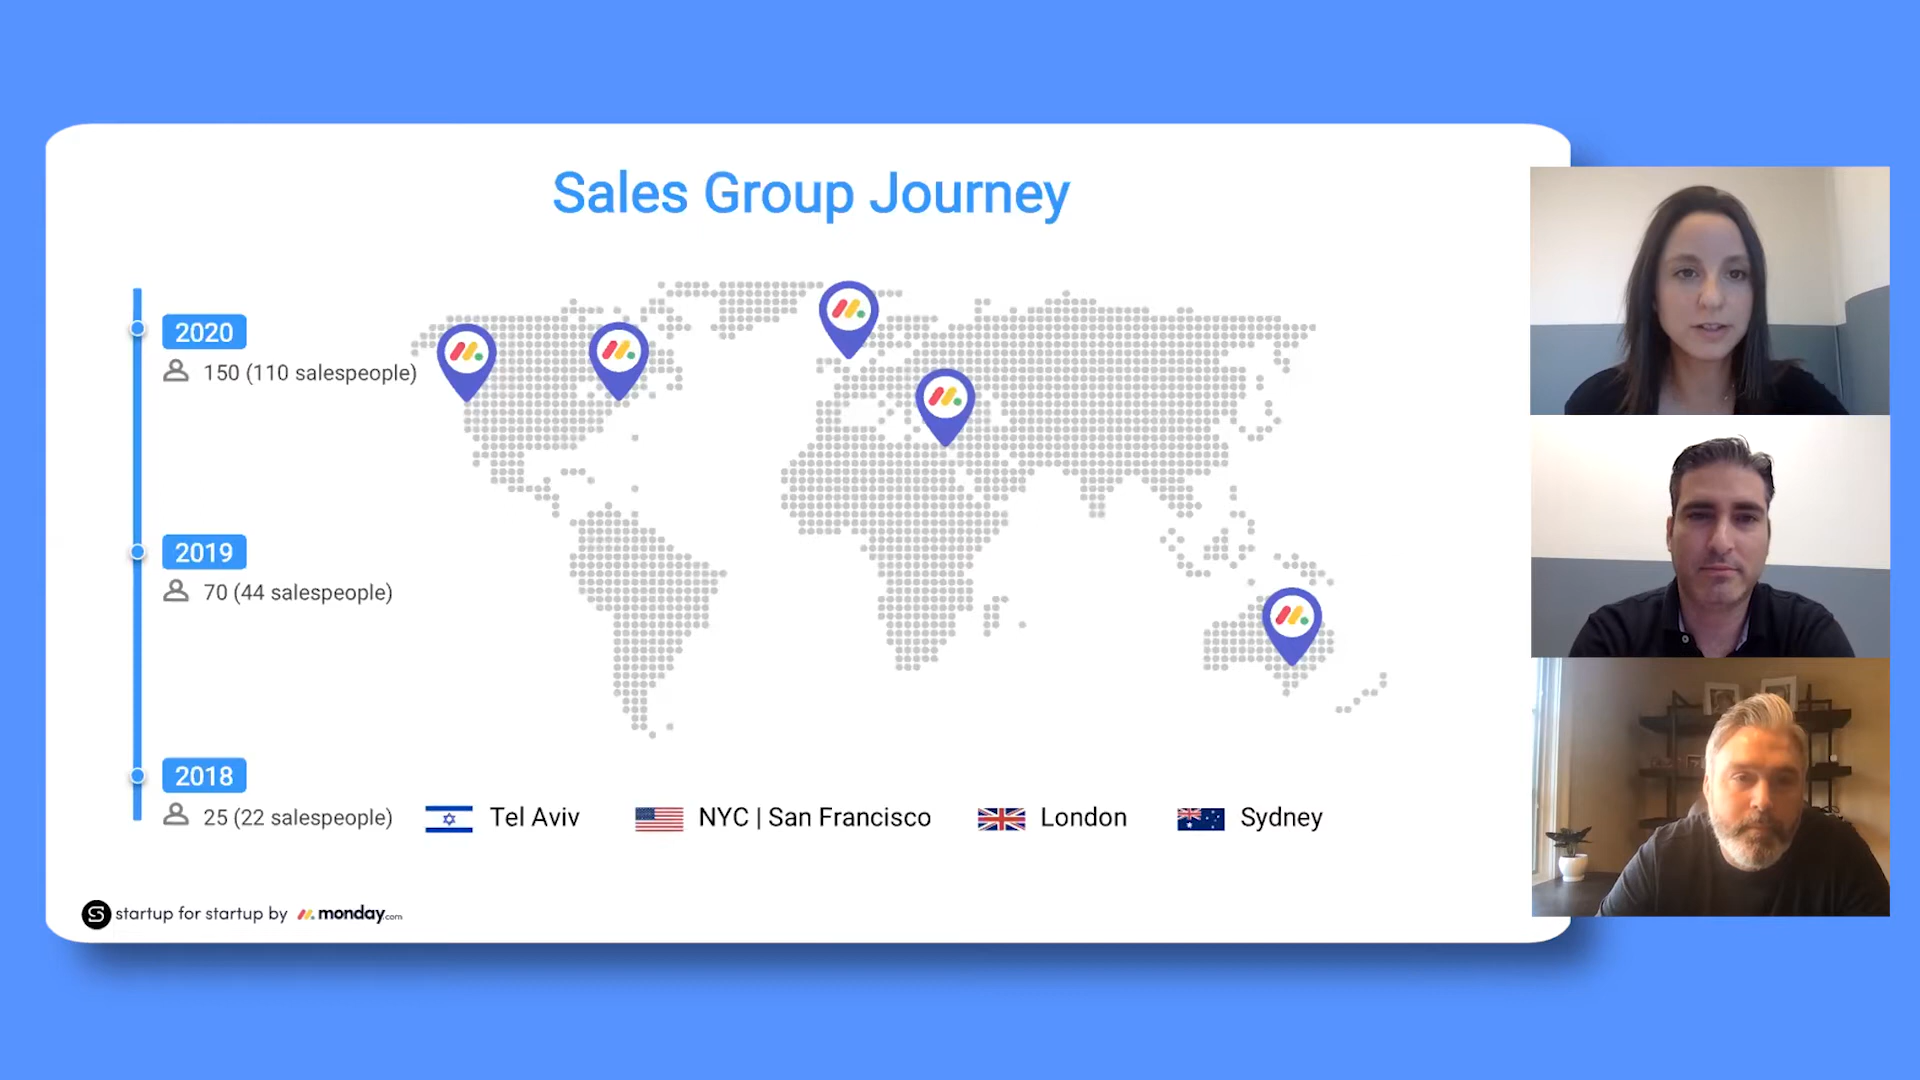 Sales Group Journey
2020
150 (110 salespeople)
2019
70 (44 salespeople)
2018
25 (22 salespeople)
Tel Aviv
NYC | San Francisco
London
Sydney
startup for startup by monday.com